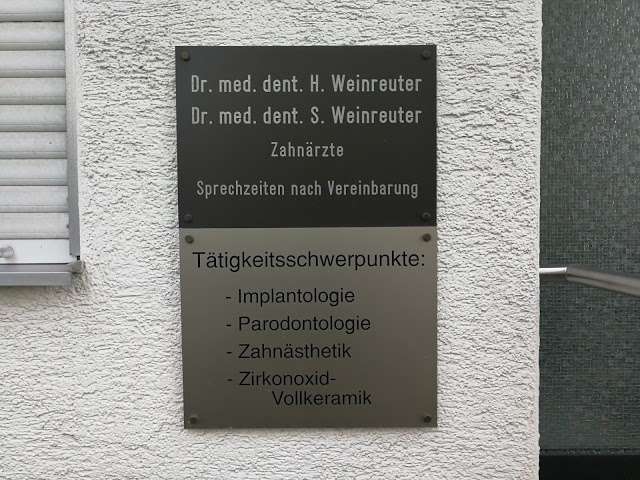 Dr. med. dent. H. Weinreuter
Dr. med. dent. S. Weinreuter
Zahnärzte
Sprechzeiten nach Vereinbarung
Tätigkeitsschwerpunkte:
- Implantologie
- Parodontologie
- Zahnästhetik
- Zirkonoxid-
Vollkeramik